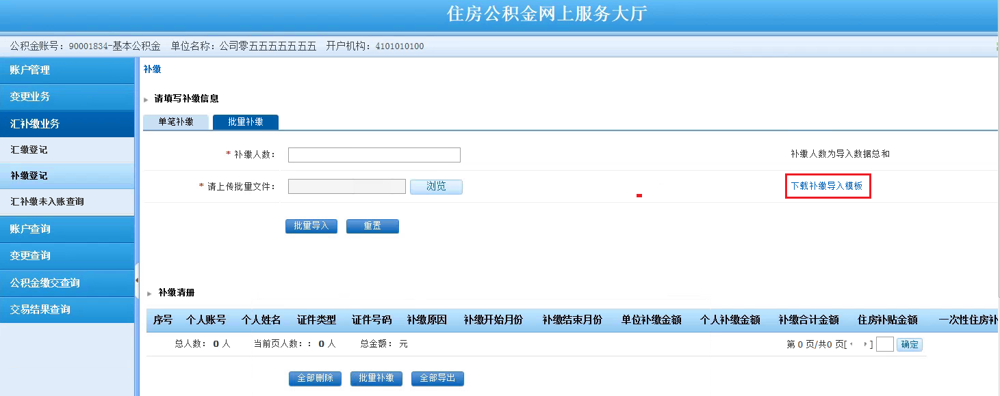 住房公积金网上服务大厅
公积金账号: 90001834-基本公积金 单位名称: 公司零五五五五五五五 开户机构: 4101010100
账户管理
变更业务
汇补缴业务
汇缴登记
补缴登记
汇补缴未入账查询
账户查询
变更查询
公积金缴交查询
交易结果查询
补缴
请填写补缴信息
单笔补缴 批量补缴
* 补缴人数: 补缴人数为导入数据总和
* 请上传批量文件: 浏览 下载补缴导入模板
批量导入 重置
补缴清册
序号 个人账号 个人姓名 证件类型 证件号码 补缴原因 补缴开始月份 补缴结束月份 单位补缴金额 个人补缴金额 补缴合计金额 住房补贴金额 一次性住房补
总人数: 0 人 当前页人数: : 0 人 总金额: 元 第 0 页/共0 页[ ] 确定
全部删除 批量补缴 全部导出